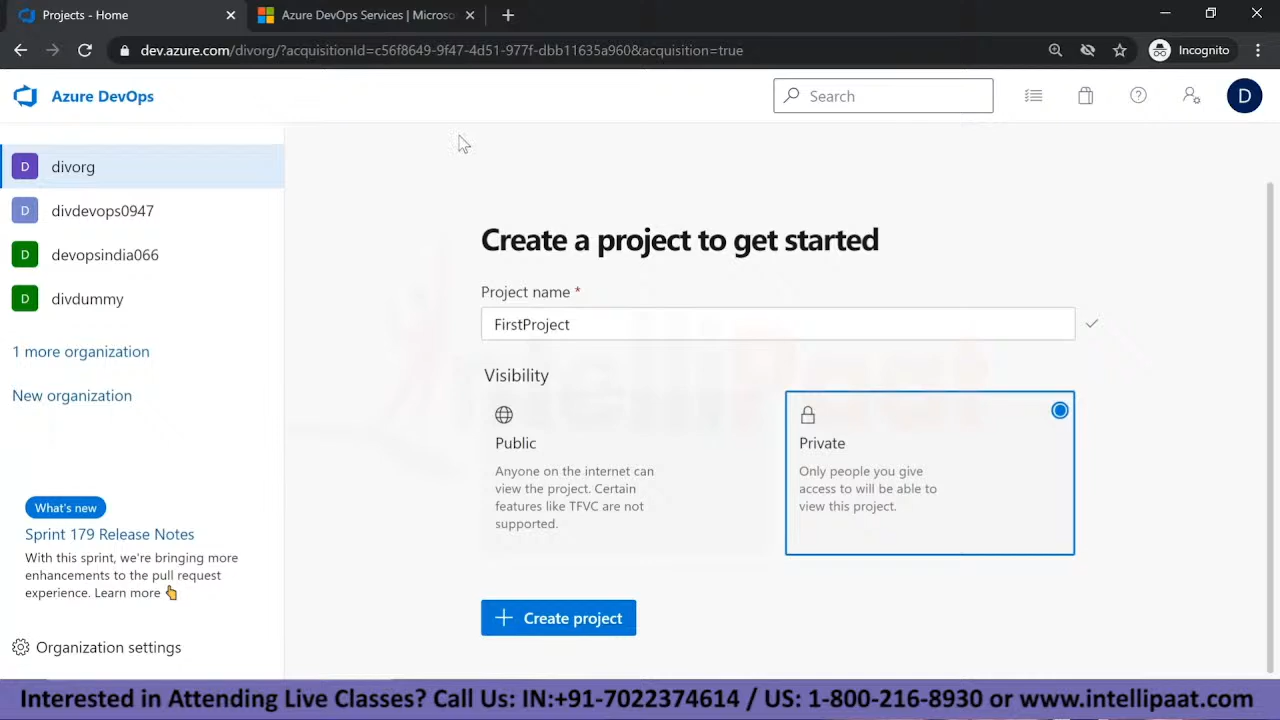 Projects - Home
Azure DevOps Services | Microso
dev.azure.com/divorg/?acquisitionId=c56f8649-9f47-4d51-977f-dbb11635a960&acquisition=true
Incognito
Azure DevOps
Search
D
D divorg
D divdevops0947
D devopsindia066
D divdummy
1 more organization
New organization
What's new
Sprint 179 Release Notes
With this sprint, we're bringing more
enhancements to the pull request
experience. Learn more 👆
Organization settings
Create a project to get started
Project name *
FirstProject
Visibility
Public
Anyone on the internet can
view the project. Certain
features like TFVC are not
supported.
Private
Only people you give
access to will be able to
view this project.
Create project
IntelliPaat
Interested in Attending Live Classes? Call Us: IN:+91-7022374614 / US: 1-800-216-8930 or www.intellipaat.com